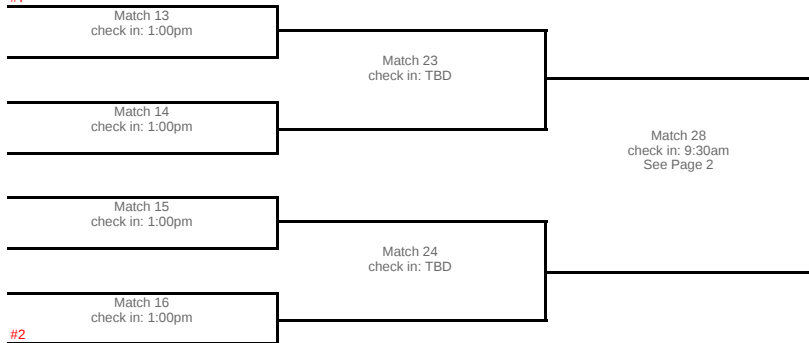 Match 13
check in: 1:00pm
Match 23
check in: TBD
Match 14
check in: 1:00pm
Match 28
check in: 9:30am
See Page 2
Match 15
check in: 1:00pm
Match 24
check in: TBD
Match 16
check in: 1:00pm
#2